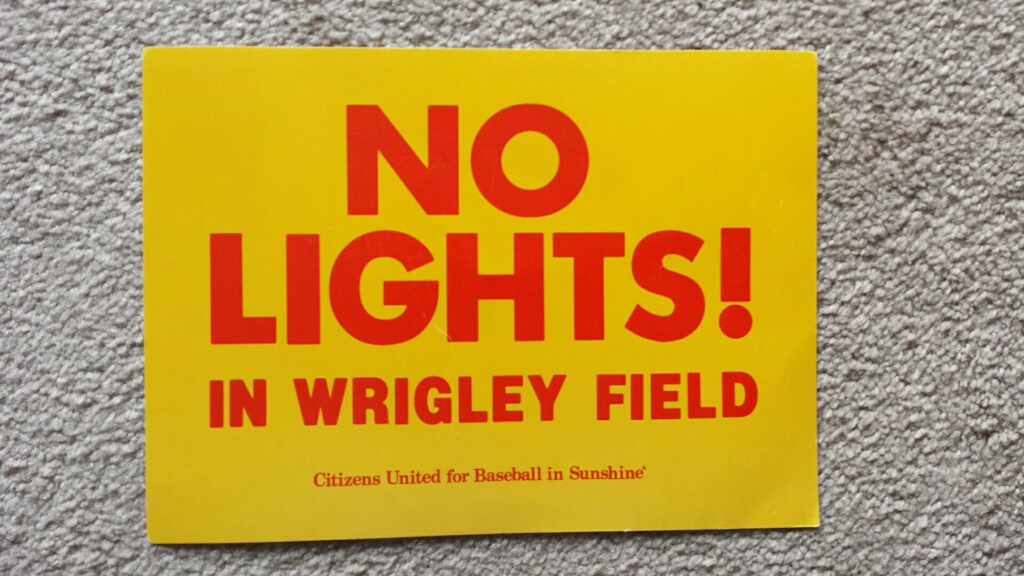 NO
LIGHTS!
IN WRIGLEY FIELD
Citizens United for Baseball in Sunshine